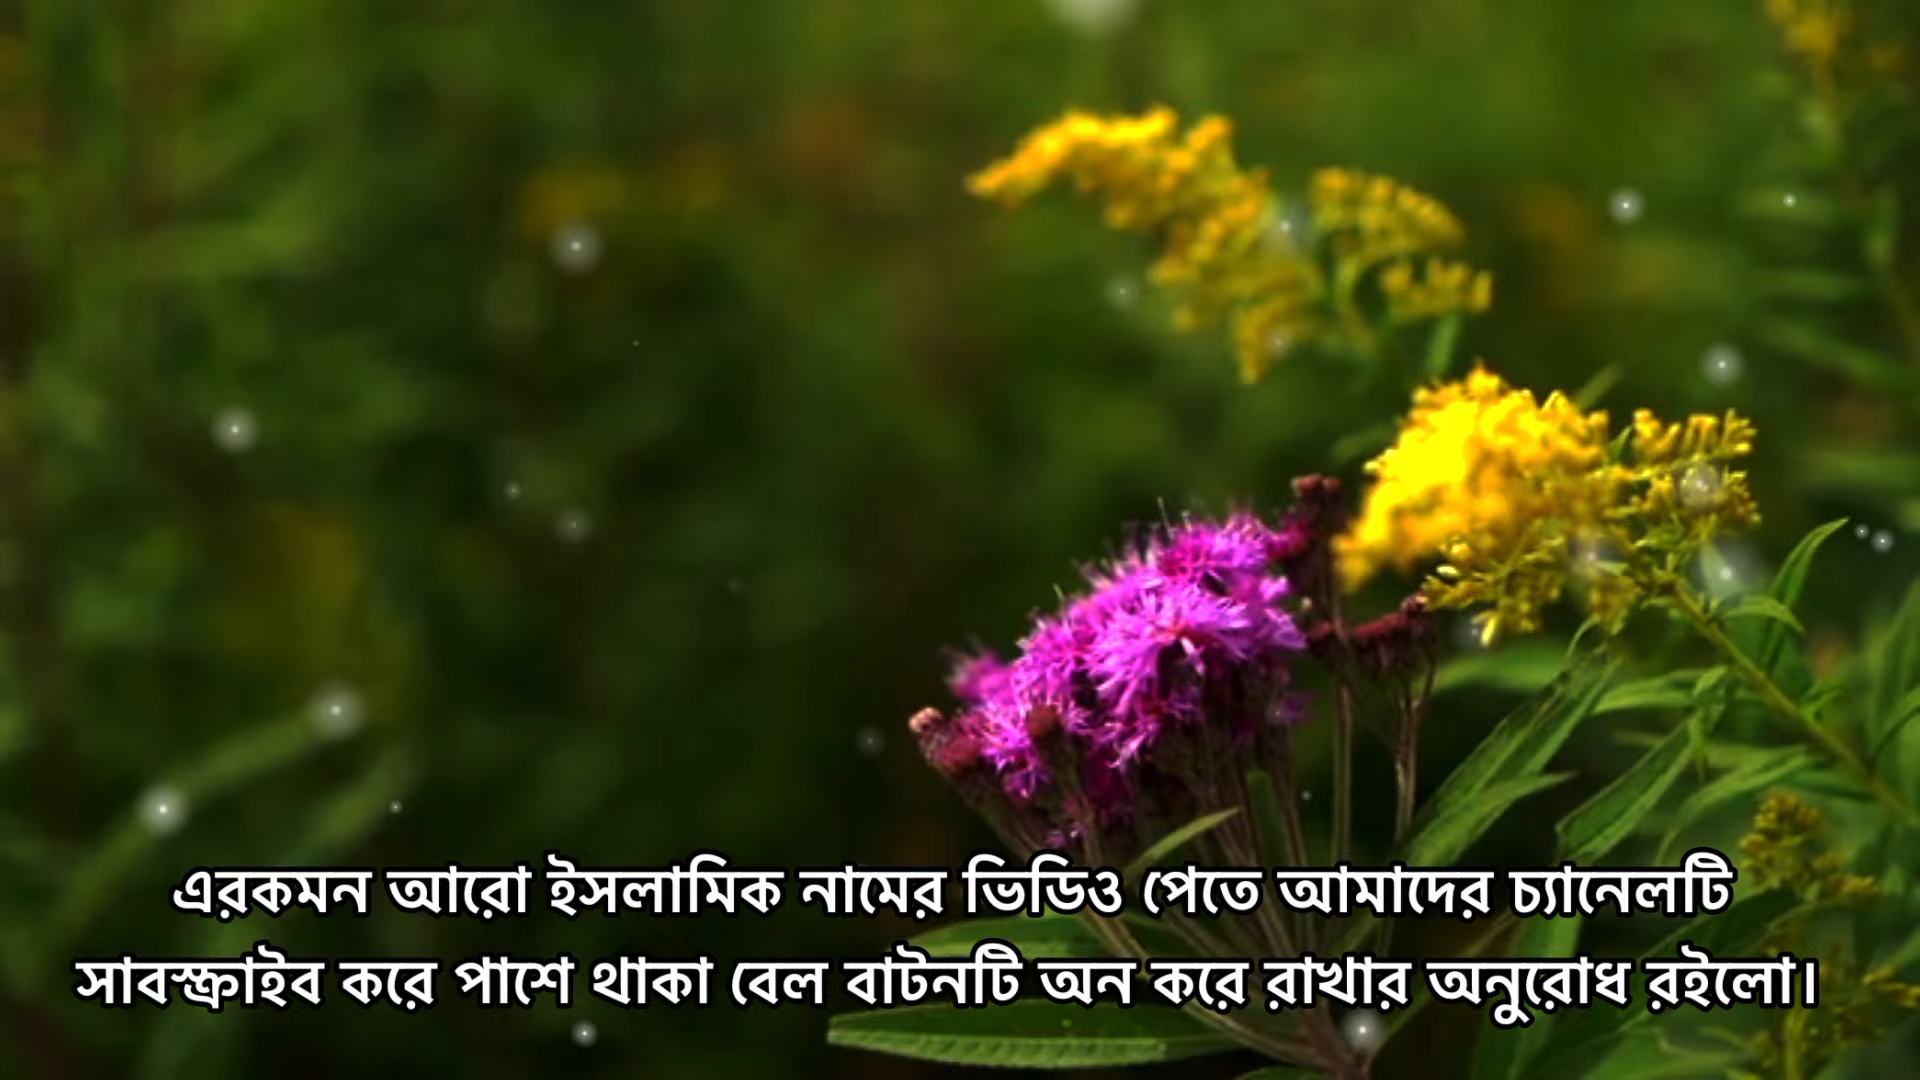 এরকমন আরো ইসলামিক নামের ভিডিও পেতে আমাদের চ্যানেলটি
সাবস্ক্রাইব করে পাশে থাকা বেল বাটনটি অন করে রাখার অনুরোধ রইলো।